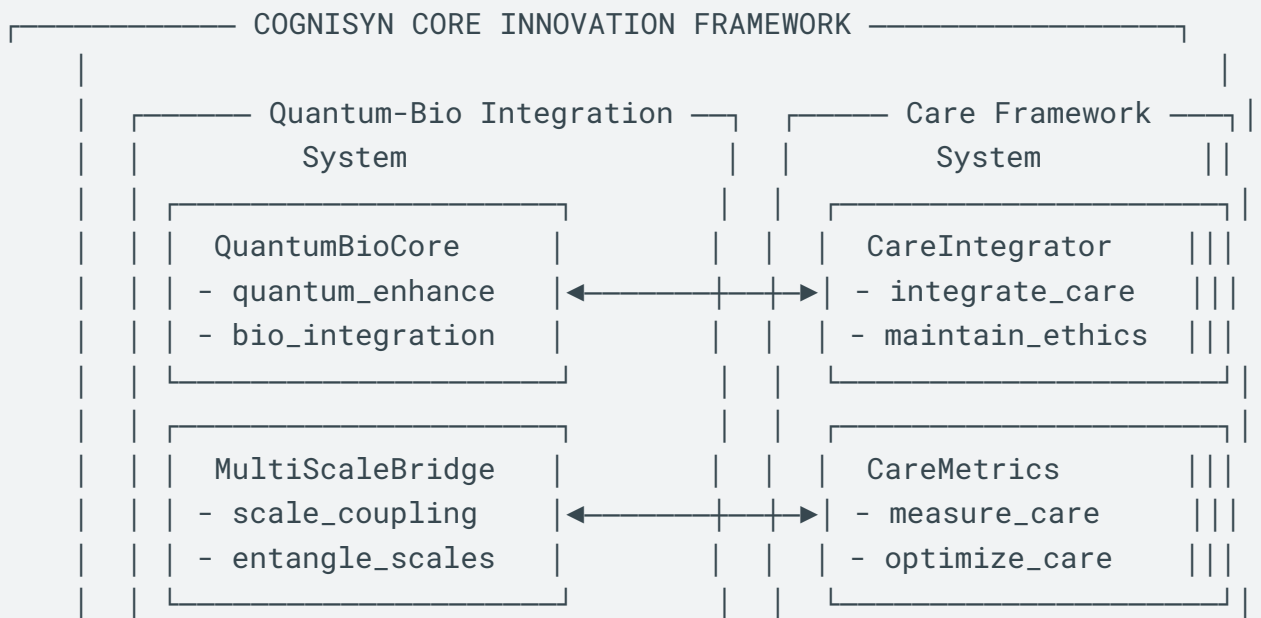 COGNISYN CORE INNOVATION FRAMEWORK
Quantum-Bio Integration Care Framework
System System
QuantumBioCore CareIntegrator
- quantum_enhance - integrate_care
- bio_integration - maintain_ethics
MultiScaleBridge CareMetrics
- scale_coupling - measure_care
- entangle_scales - optimize_care